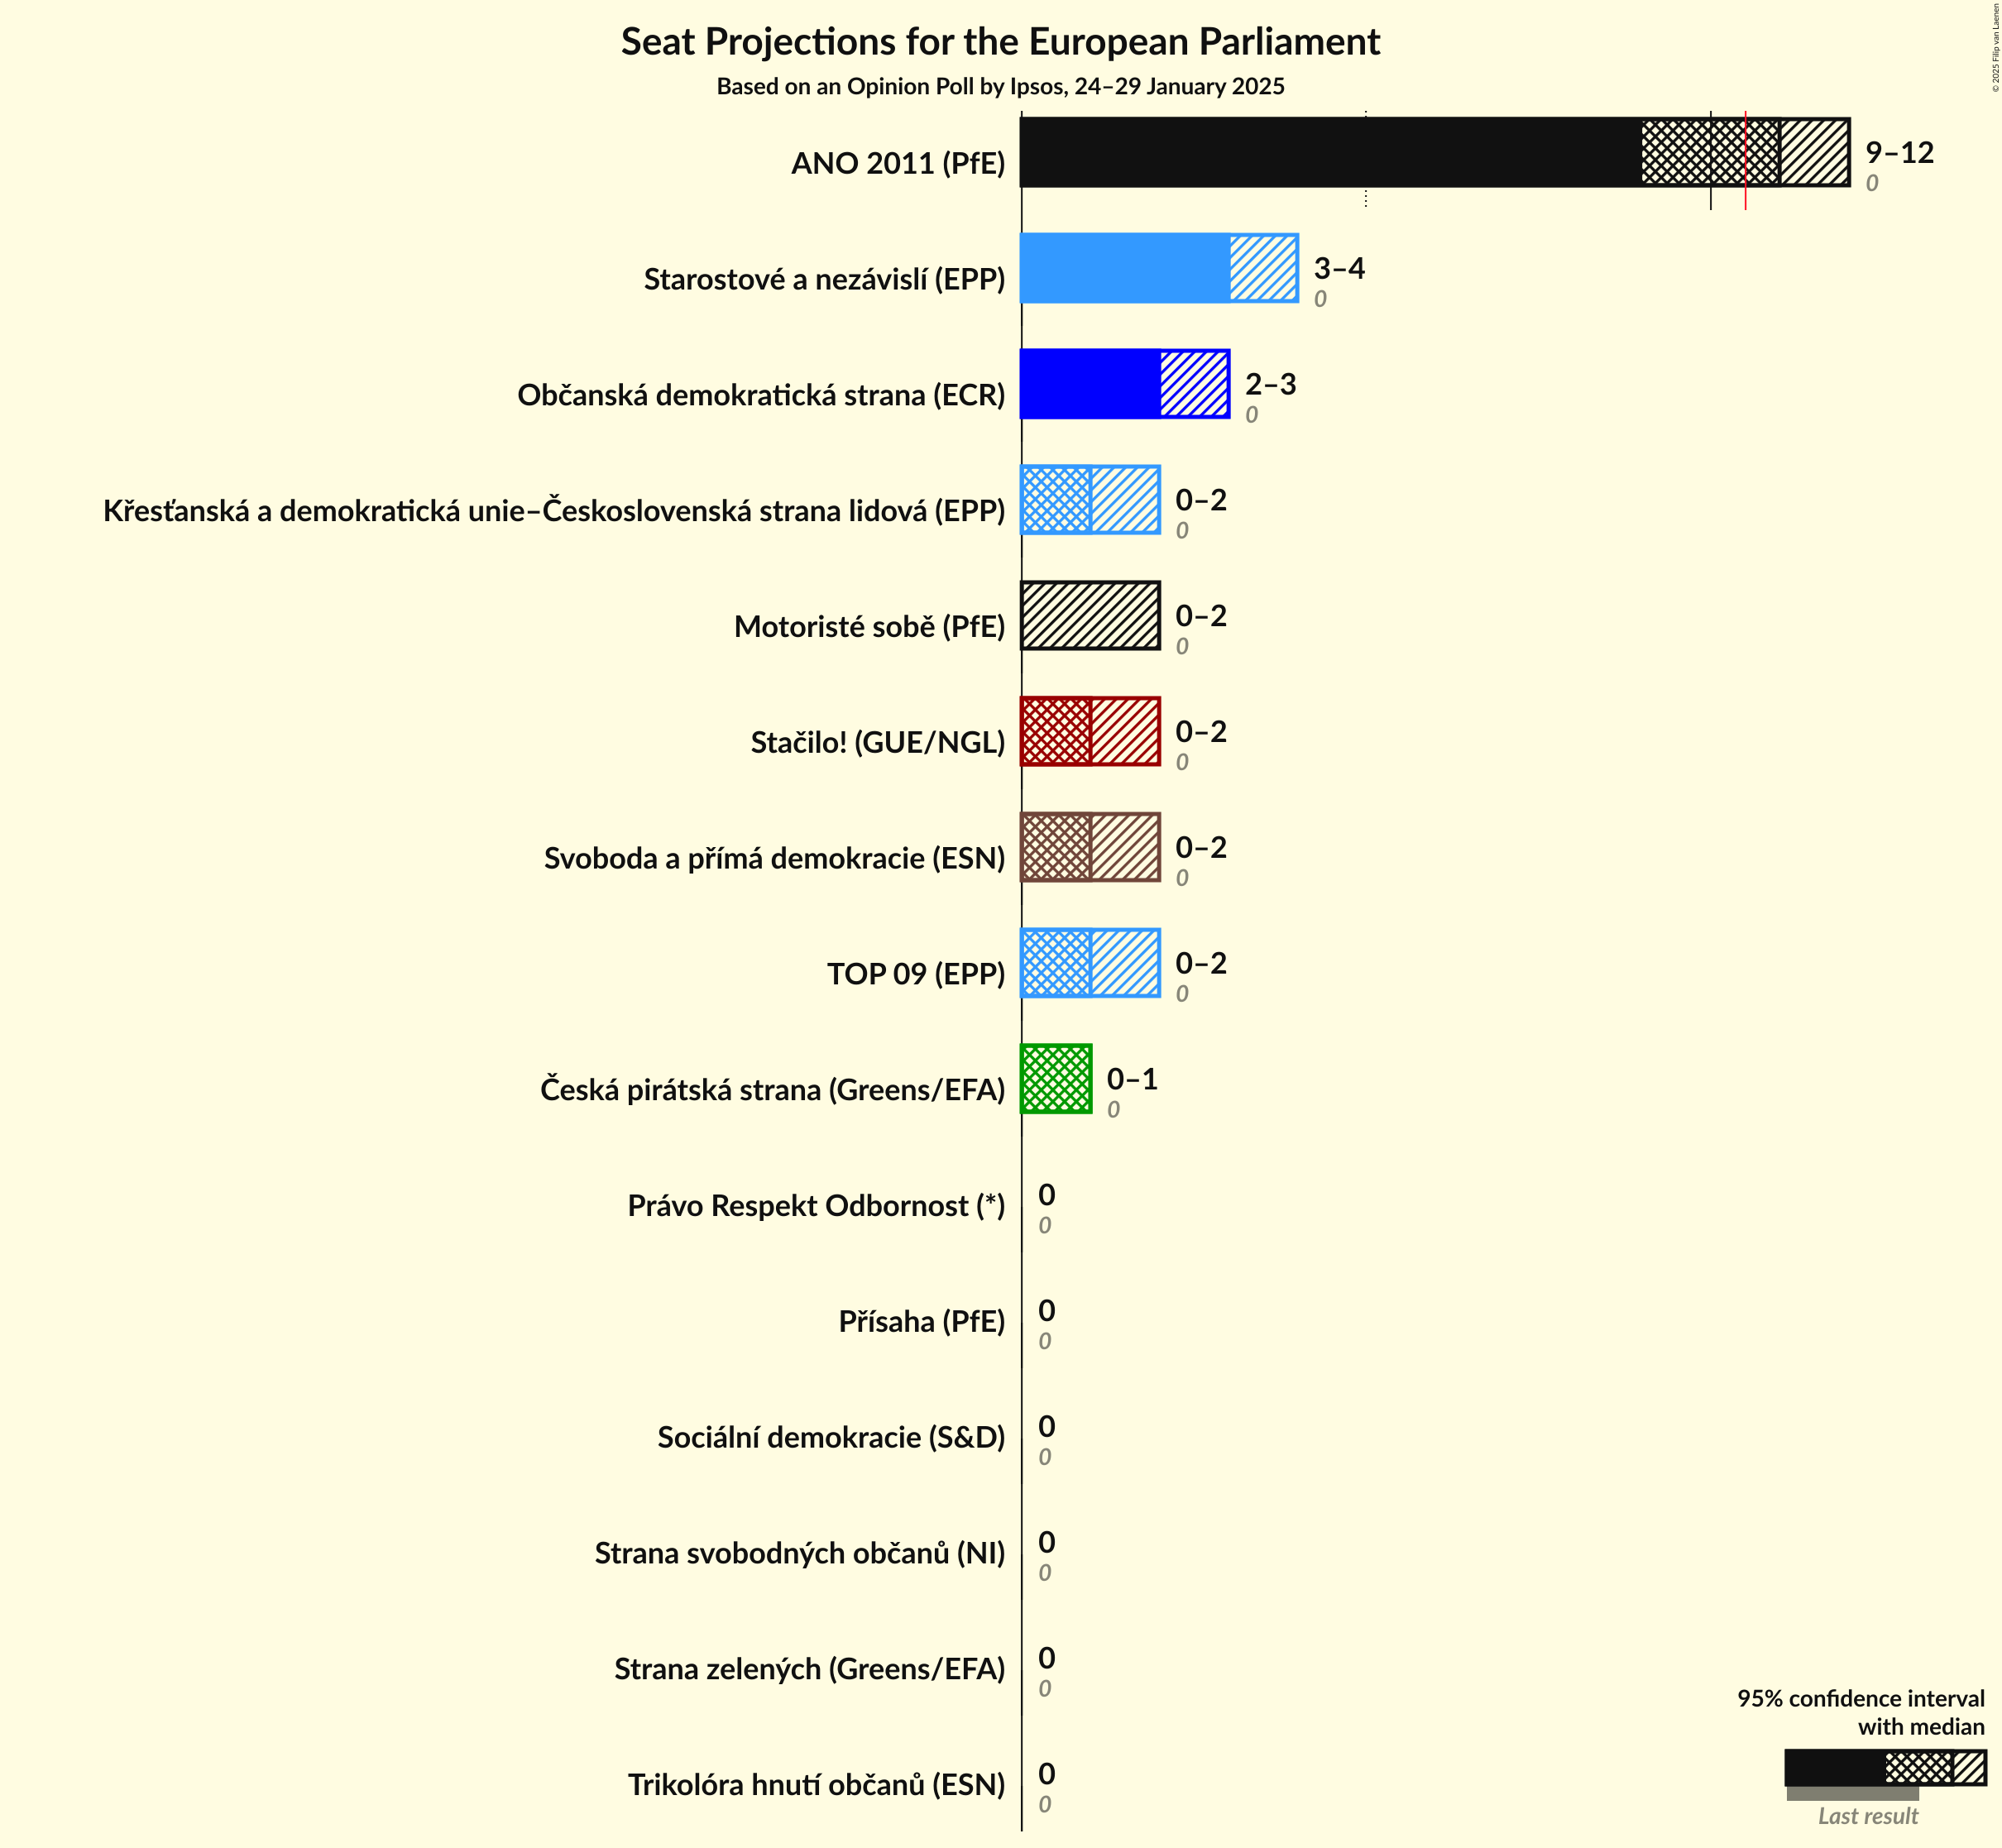 Seat Projections for the European Parliament
Based on an Opinion Poll by Ipsos, 24–29 January 2025
© 2025 Filip van Laenen
ANO 2011 (PfE)
9–12
0
Starostové a nezávislí (EPP)
3–4
0
Občanská demokratická strana (ECR)
2–3
0
Křesťanská a demokratická unie–Československá strana lidová (EPP)
0–2
0
Motoristé sobě (PfE)
0–2
0
Stačilo! (GUE/NGL)
0–2
0
Svoboda a přímá demokracie (ESN)
0–2
0
TOP 09 (EPP)
0–2
0
Česká pirátská strana (Greens/EFA)
0–1
0
Právo Respekt Odbornost (*)
0
0
Přísaha (PfE)
0
0
Sociální demokracie (S&D)
0
0
Strana svobodných občanů (NI)
0
0
Strana zelených (Greens/EFA)
0
0
Trikolóra hnutí občanů (ESN)
0
0
95% confidence interval
with median
Last result